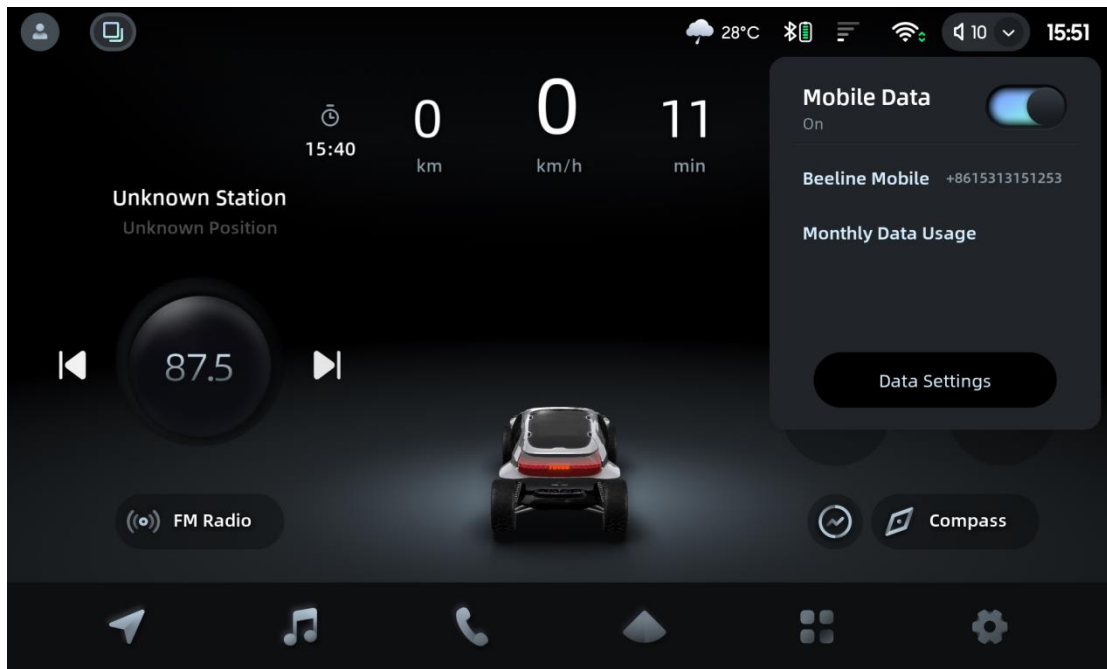 28°C
10
15:51
0
0
11
15:40
km
km/h
min
Mobile Data
On
Beeline Mobile +8615313151253
Monthly Data Usage
Unknown Station
Unknown Position
87.5
Data Settings
FM Radio
Compass